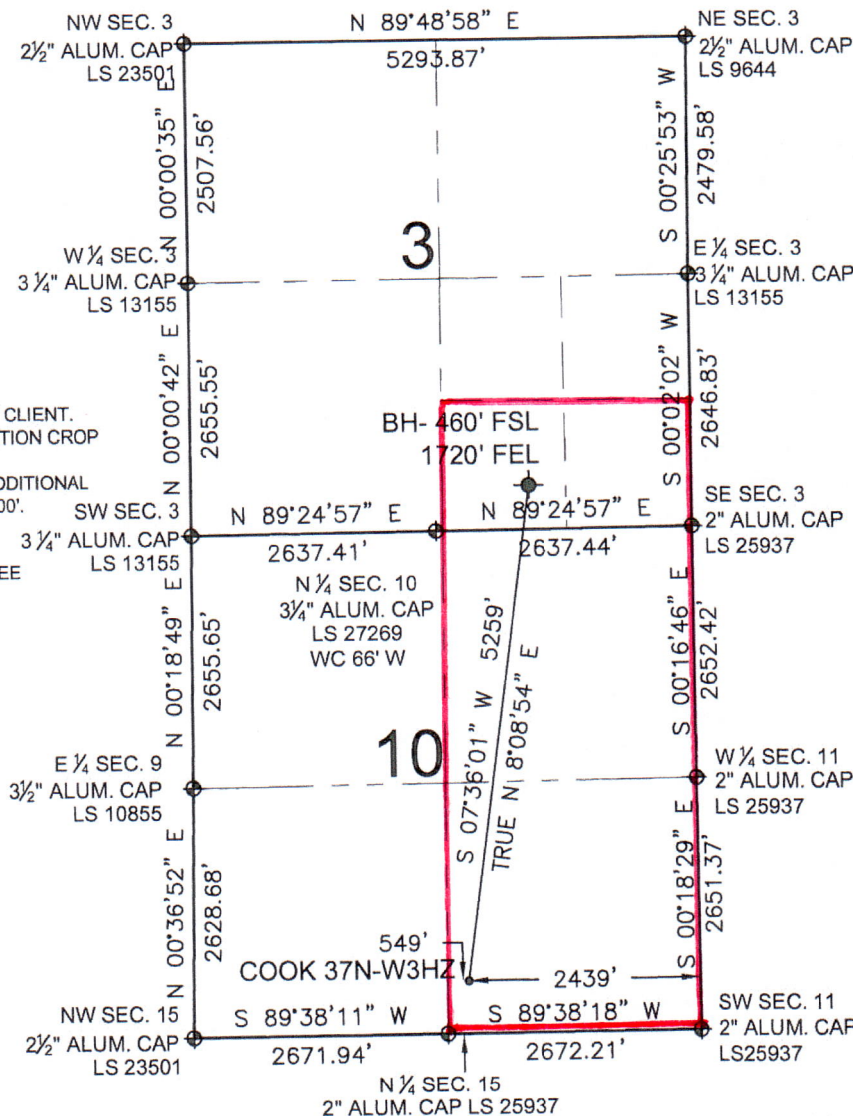 NW SEC. 3
2½" ALUM. CAP
LS 23501
N 89°48'58" E
5293.87'
NE SEC. 3
2½" ALUM. CAP
LS 9644
N 00°00'35" E
2507.56'
S 00°25'53" W
2479.58'
3
W ¼ SEC. 3
3 ¼" ALUM. CAP
LS 13155
E ¼ SEC. 3
3 ¼" ALUM. CAP
LS 13155
N 00°00'42" E
2655.55'
S 00°02'02" W
2646.83'
CLIENT.
TION CROP
DDITIONAL
00'.
EE
BH- 460' FSL
1720' FEL
SW SEC. 3
3 ¼" ALUM. CAP
LS 13155
N 89°24'57" E
2637.41'
N 89°24'57" E
2637.44'
SE SEC. 3
2" ALUM. CAP
LS 25937
N ¼ SEC. 10
3¼" ALUM. CAP
LS 27269
WC 66' W
N 00°18'49" E
2655.65'
S 07°36'01" W 5259'
TRUE N 8°08'54" E
S 00°16'46" E
2652.42'
10
E ¼ SEC. 9
3½" ALUM. CAP
LS 10855
W ¼ SEC. 11
2" ALUM. CAP
LS 25937
N 00°36'52" E
2628.68'
S 00°18'29" E
2651.37'
549'
COOK 37N-W3HZ
2439'
NW SEC. 15
2½" ALUM. CAP
LS 23501
S 89°38'11" W
2671.94'
S 89°38'18" W
2672.21'
SW SEC. 11
2" ALUM. CAP
LS25937
N ¼ SEC. 15
2" ALUM. CAP LS 25937